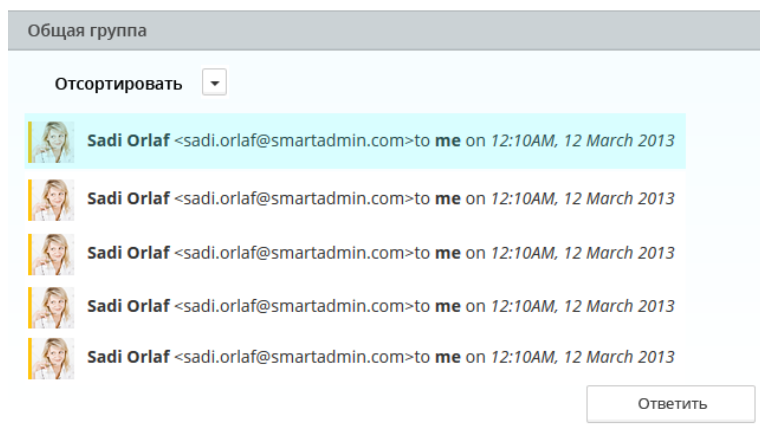 Общая группа
Отсортировать
Sadi Orlaf <sadi.orlaf@smartadmin.com>to me on 12:10AM, 12 March 2013
Sadi Orlaf <sadi.orlaf@smartadmin.com>to me on 12:10AM, 12 March 2013
Sadi Orlaf <sadi.orlaf@smartadmin.com>to me on 12:10AM, 12 March 2013
Sadi Orlaf <sadi.orlaf@smartadmin.com>to me on 12:10AM, 12 March 2013
Sadi Orlaf <sadi.orlaf@smartadmin.com>to me on 12:10AM, 12 March 2013
Ответить